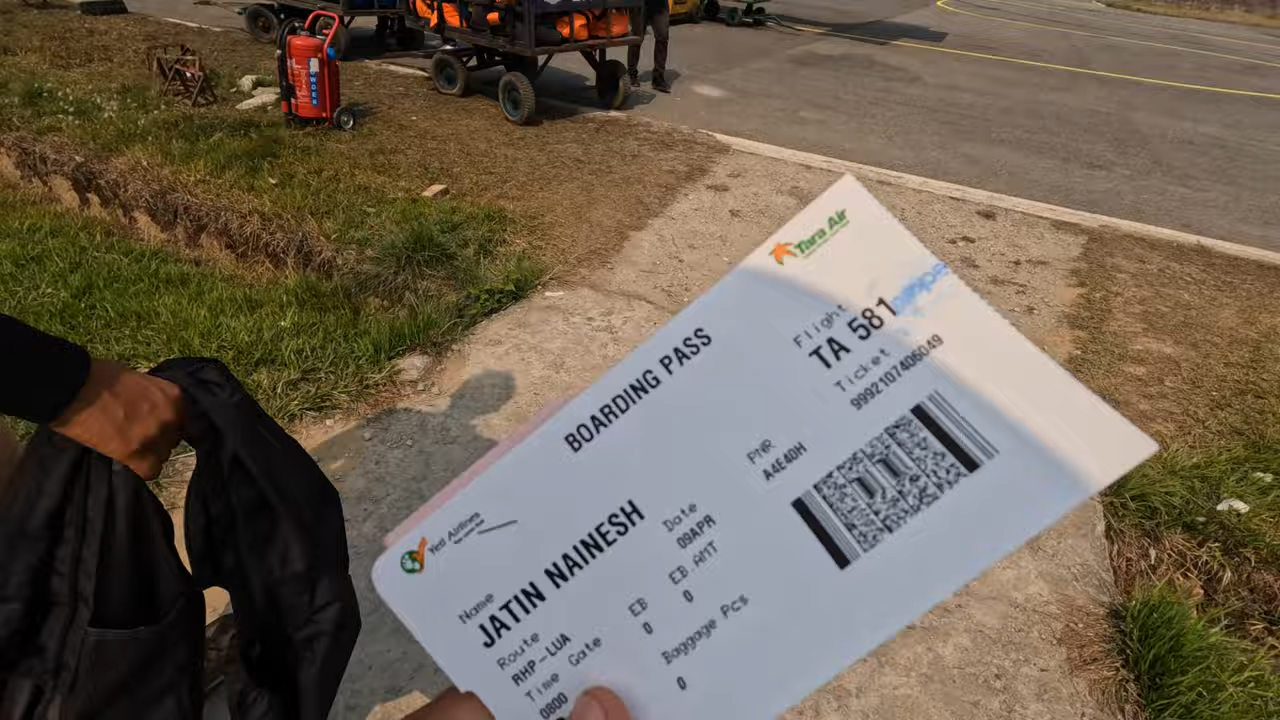 Tara Air
Yeti Airlines
BOARDING PASS
Flight
TA 581
Ticket
9992107406049
PNR
A4E4DH
Name
JATIN NAINESH
Date
09APR
Route
RHP-LUA
EB
0
EB.AMT
0
Time
0800
Gate
Baggage Pcs
0
POWDER